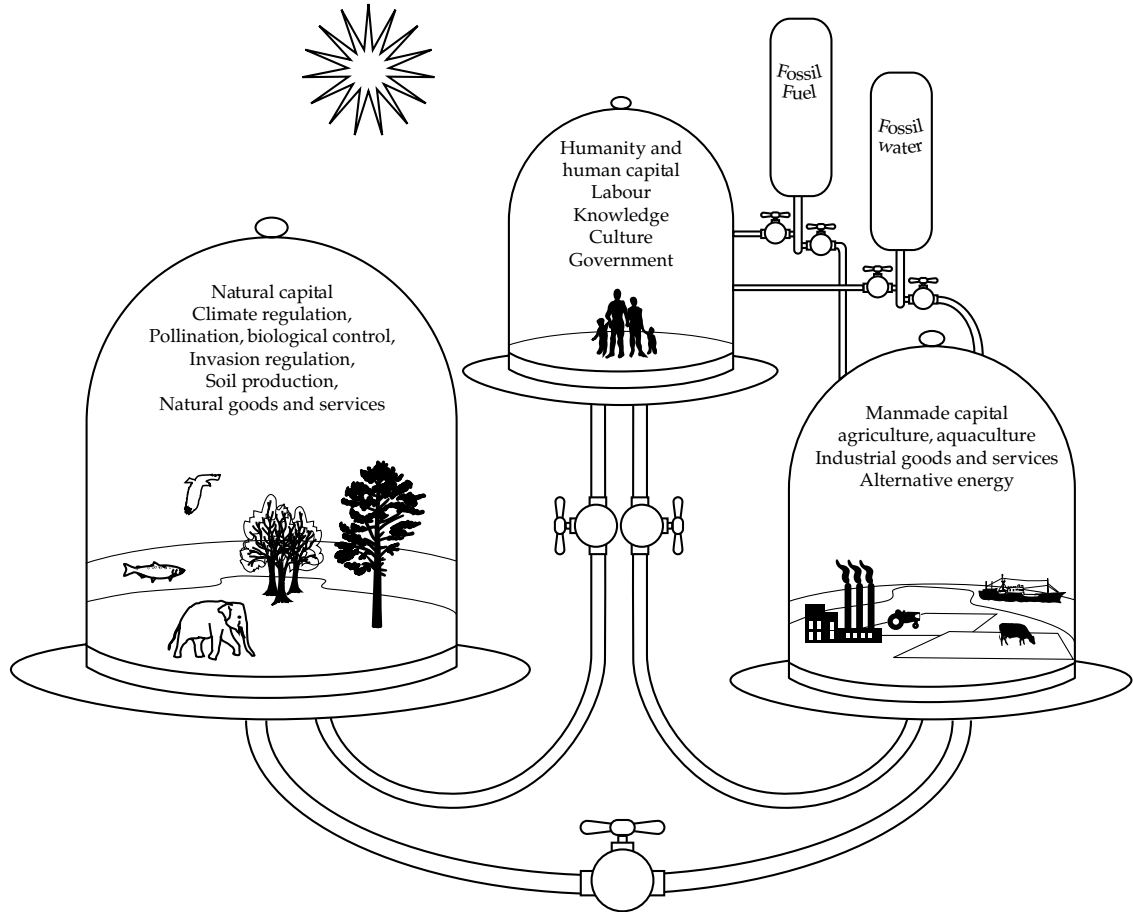 Fossil
Fuel
Fossil
water
Humanity and
human capital
Labour
Knowledge
Culture
Government
Natural capital
Climate regulation,
Pollination, biological control,
Invasion regulation,
Soil production,
Natural goods and services
Manmade capital
agriculture, aquaculture
Industrial goods and services
Alternative energy